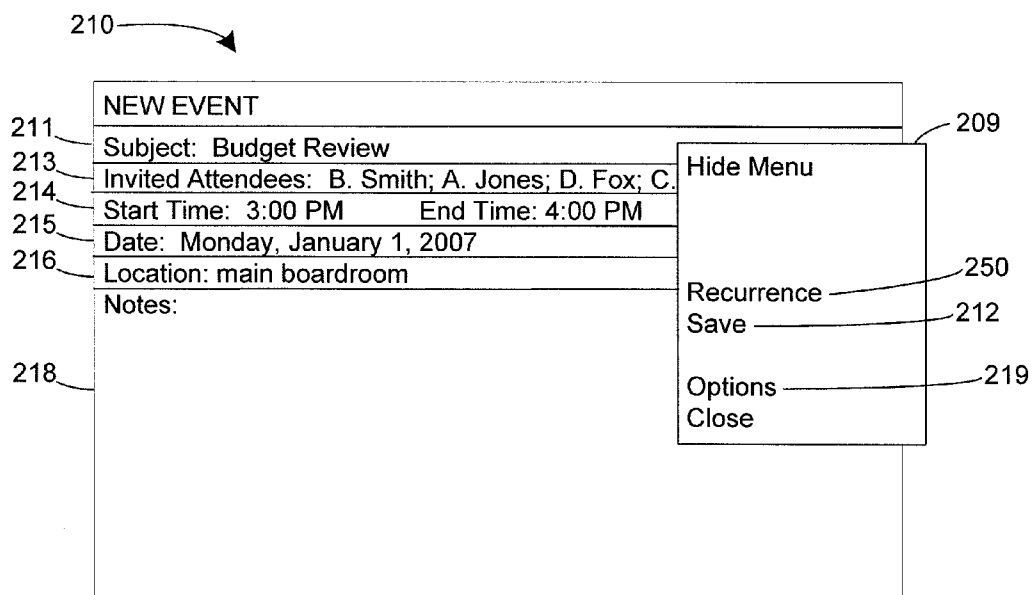 210
NEW EVENT
209
211
Subject: Budget Review
Hide Menu
213
Invited Attendees: B. Smith; A. Jones; D. Fox; C.
214
Start Time: 3:00 PM End Time: 4:00 PM
215
Date: Monday, January 1, 2007
216
Location: main boardroom
250
Recurrence
Notes:
Save
212
218
Options
219
Close